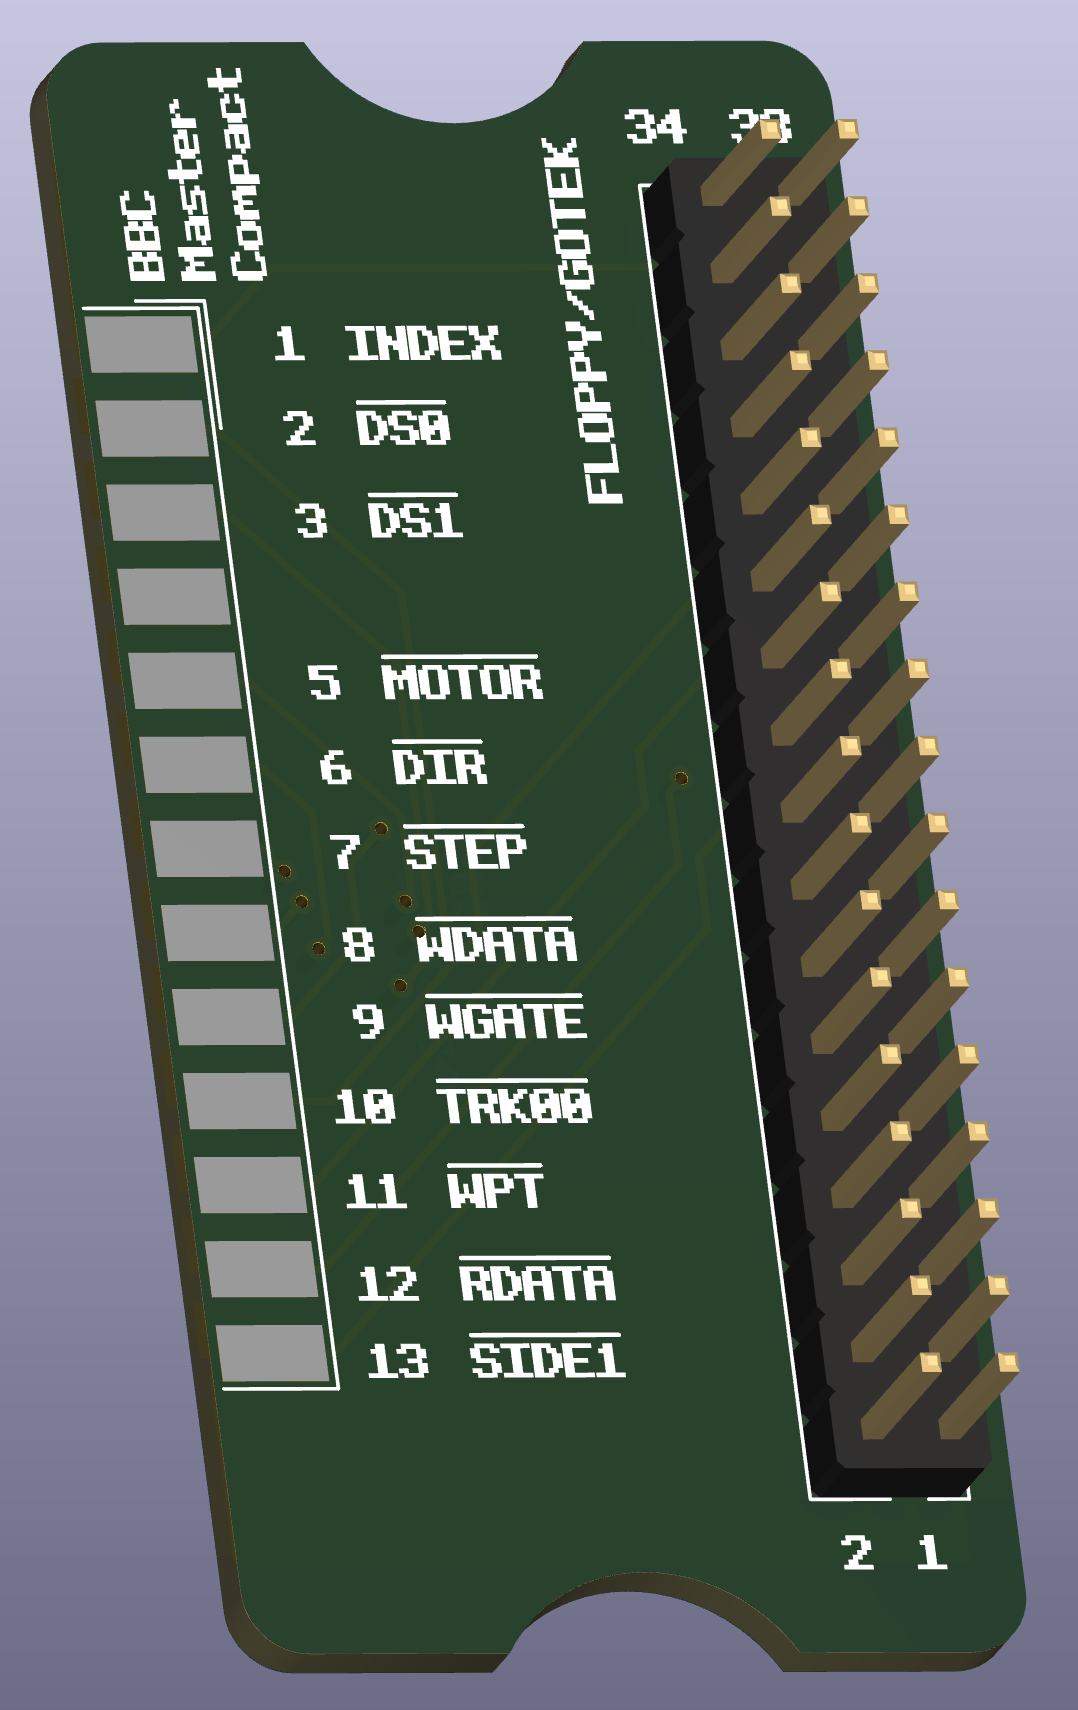 BBC
Master
Compact
FLOPPY/GOTEK
34 33
1 INDEX
2 DS0
3 DS1
5 MOTOR
6 DIR
7 STEP
8 WDATA
9 WGATE
10 TRK00
11 WPT
12 RDATA
13 SIDE1
2 1